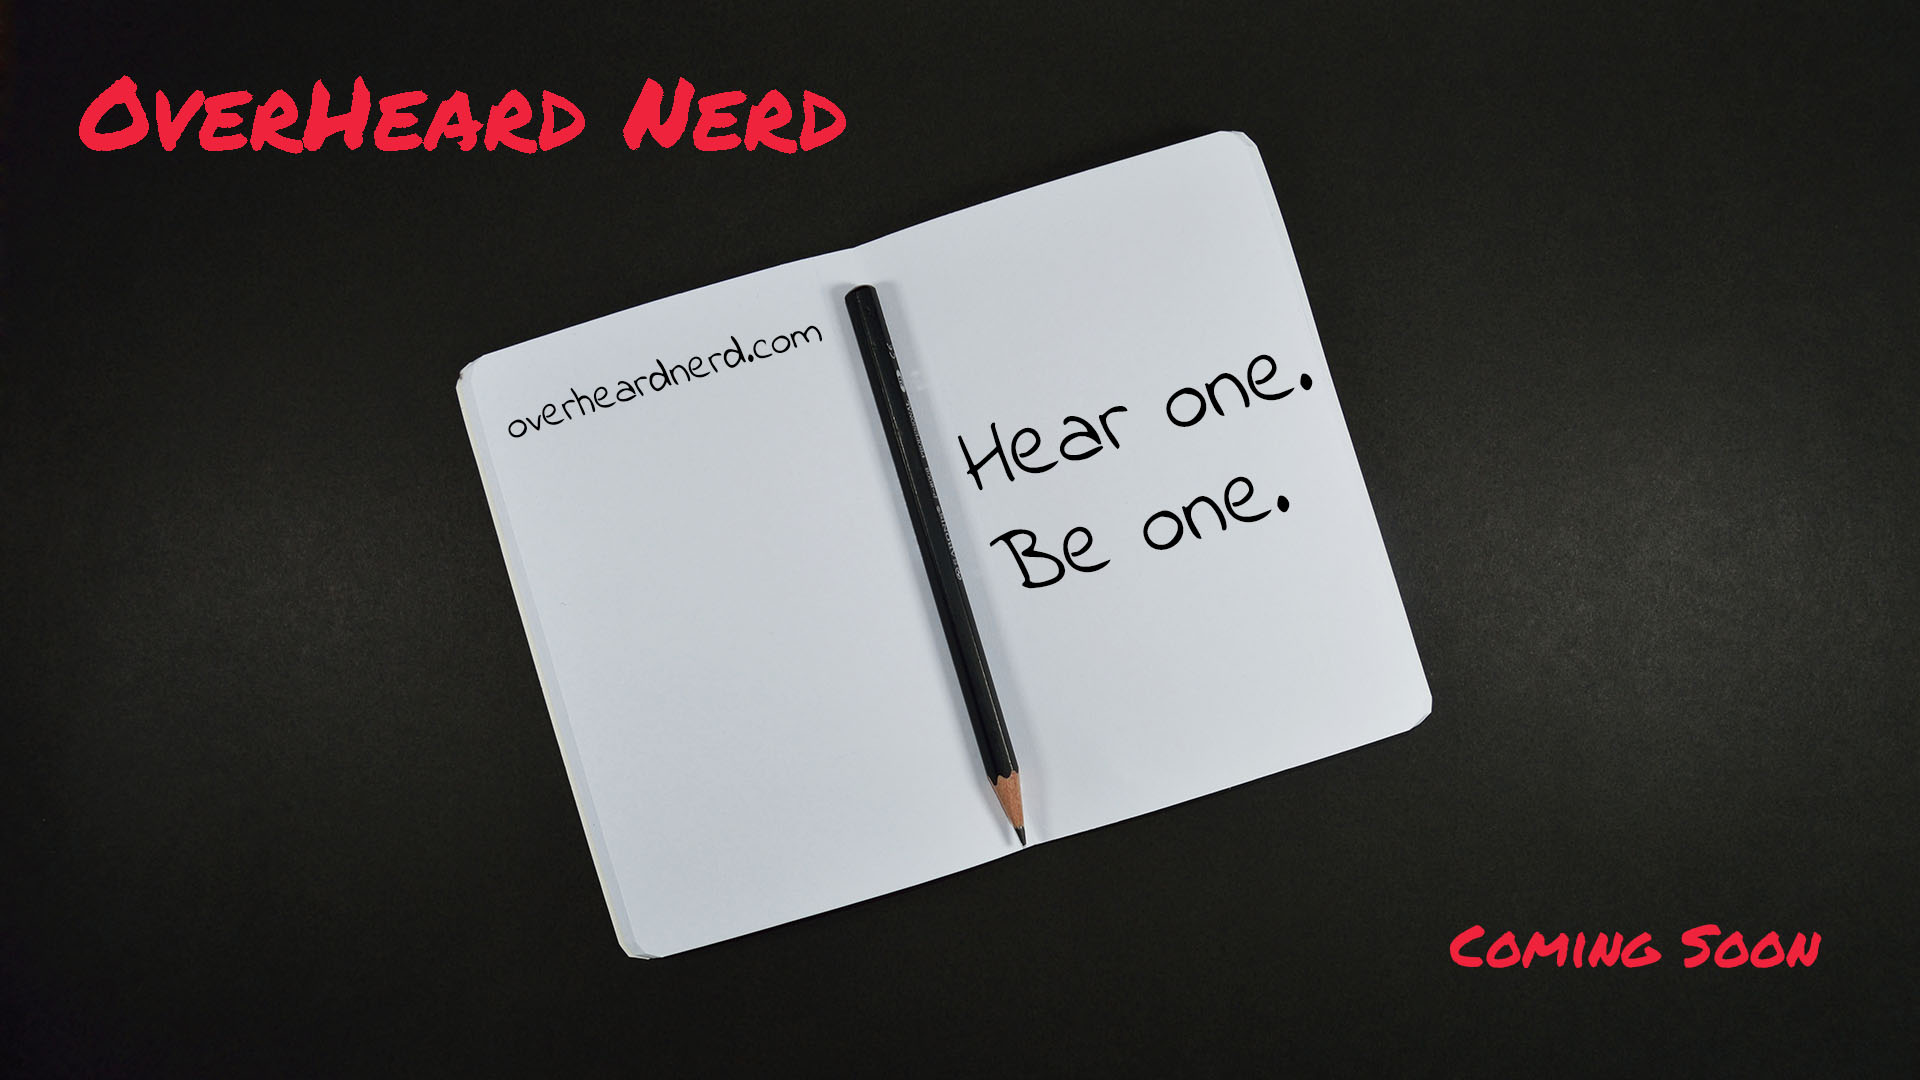 OverHeard Nerd
overheardnerd.com
Hear one.
Be one.
Coming Soon